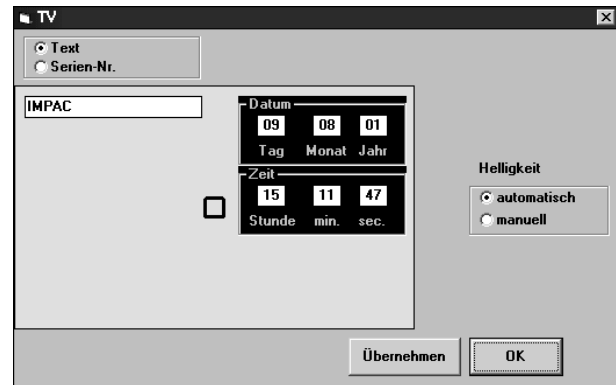 TV
Text
Serien-Nr.
IMPAC
Datum
09 08 01
Tag Monat Jahr
Zeit
15 11 47
Stunde min. sec.
Helligkeit
automatisch
manuell
Übernehmen OK